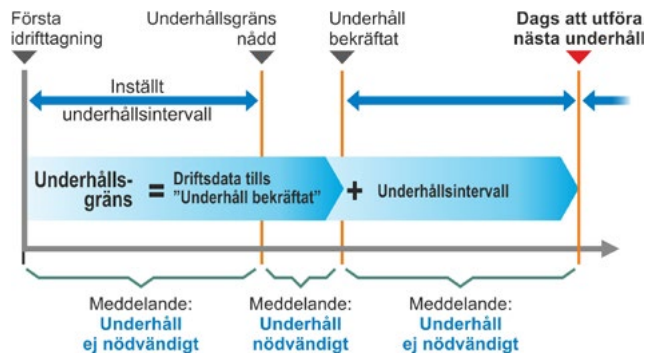 Första
idrifttagning
Underhållsgräns
nådd
Underhåll
bekräftat
Dags att utföra
nästa underhåll
Inställt
underhållsintervall
Underhålls-
gräns
=
Driftsdata tills
”Underhåll bekräftat”
+
Underhållsintervall
Meddelande:
Underhåll
ej nödvändigt
Meddelande:
Underhåll
nödvändigt
Meddelande:
Underhåll
ej nödvändigt